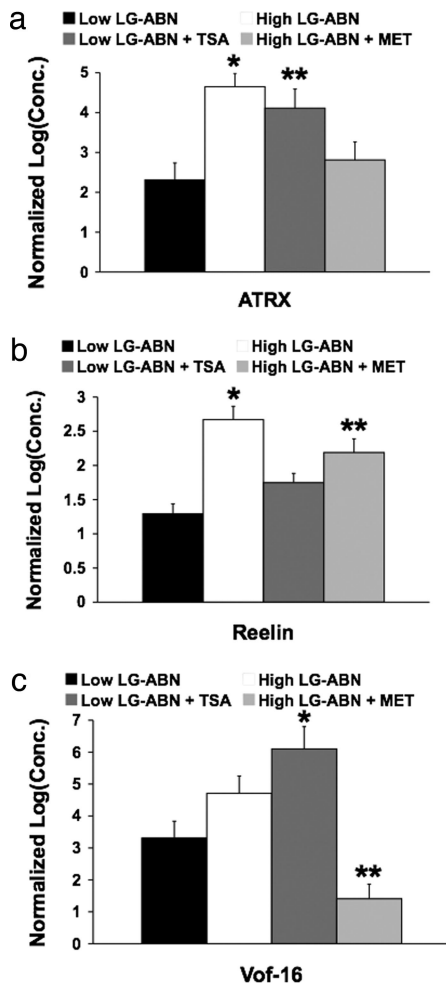 a
Low LG-ABN High LG-ABN
Low LG-ABN + TSA High LG-ABN + MET
Normalized Log(Conc.)
5
4
3
2
1
0
*
**
ATRX
b
Low LG-ABN High LG-ABN
Low LG-ABN + TSA High LG-ABN + MET
Normalized Log(Conc.)
3
2.5
2
1.5
1
0.5
0
*
**
Reelin
c
Low LG-ABN High LG-ABN
Low LG-ABN + TSA High LG-ABN + MET
Normalized Log(Conc.)
7
6
5
4
3
2
1
0
*
**
Vof-16